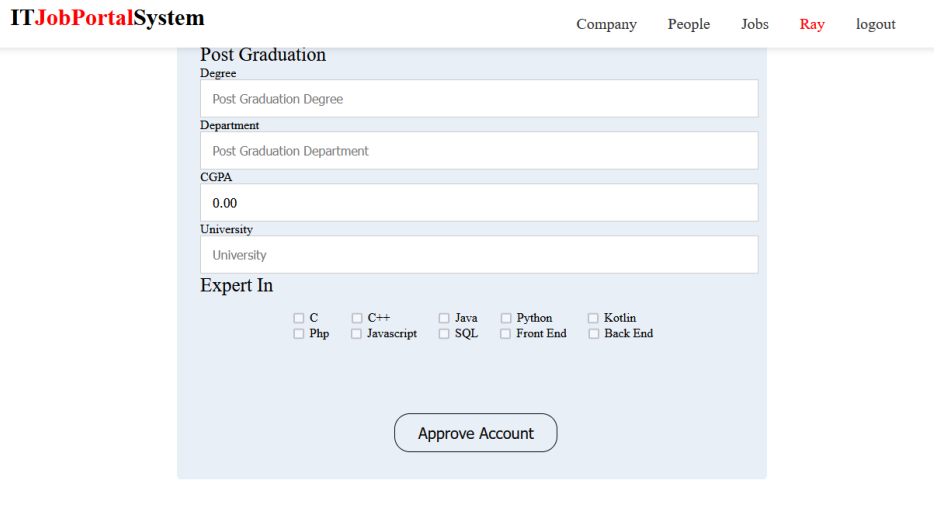 ITJobPortalSystem
Company People Jobs Ray logout
Post Graduation
Degree
Post Graduation Degree
Department
Post Graduation Department
CGPA
0.00
University
University
Expert In
C C++ Java Python Kotlin
Php Javascript SQL Front End Back End
Approve Account